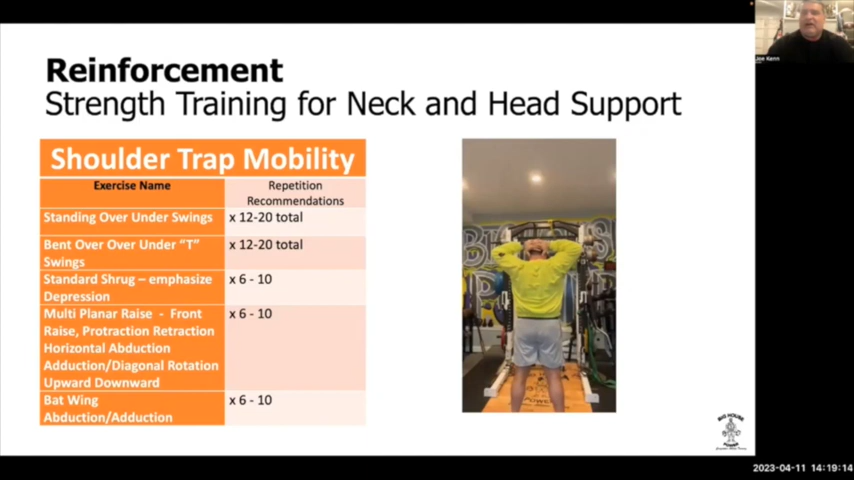 Reinforcement
Strength Training for Neck and Head Support
Shoulder Trap Mobility
Exercise Name
Repetition
Recommendations
Standing Over Under Swings
x 12-20 total
Bent Over Over Under “T”
Swings
x 12-20 total
Standard Shrug – emphasize
Depression
x 6 - 10
Multi Planar Raise - Front
Raise, Protraction Retraction
Horizontal Abduction
Adduction/Diagonal Rotation
Upward Downward
x 6 - 10
Bat Wing
Abduction/Adduction
x 6 - 10
Joe Kenn
BIG HOUSE
POWER
2023-04-11 14:19:14